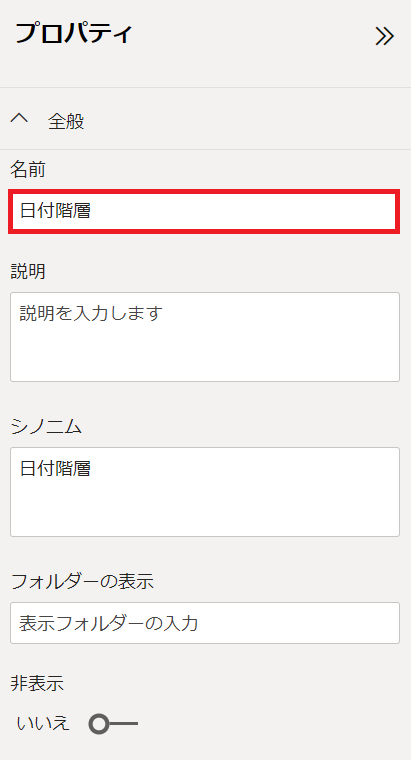 プロパティ
全般
名前
日付階層
説明
説明を入力します
シノニム
日付階層
フォルダーの表示
表示フォルダーの入力
非表示
いいえ